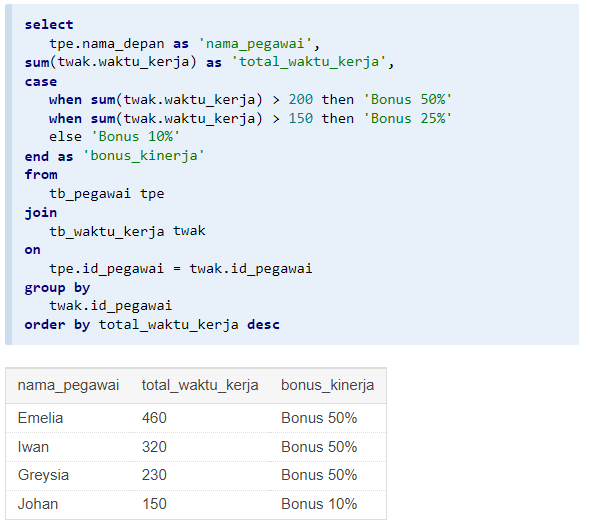 select
tpe.nama_depan as 'nama_pegawai',
sum(twak.waktu_kerja) as 'total_waktu_kerja',
case
when sum(twak.waktu_kerja) > 200 then 'Bonus 50%'
when sum(twak.waktu_kerja) > 150 then 'Bonus 25%'
else 'Bonus 10%'
end as 'bonus_kinerja'
from
tb_pegawai tpe
join
tb_waktu_kerja twak
on
tpe.id_pegawai = twak.id_pegawai
group by
twak.id_pegawai
order by total_waktu_kerja desc
nama_pegawai total_waktu_kerja bonus_kinerja
Emelia 460 Bonus 50%
Iwan 320 Bonus 50%
Greysia 230 Bonus 50%
Johan 150 Bonus 10%